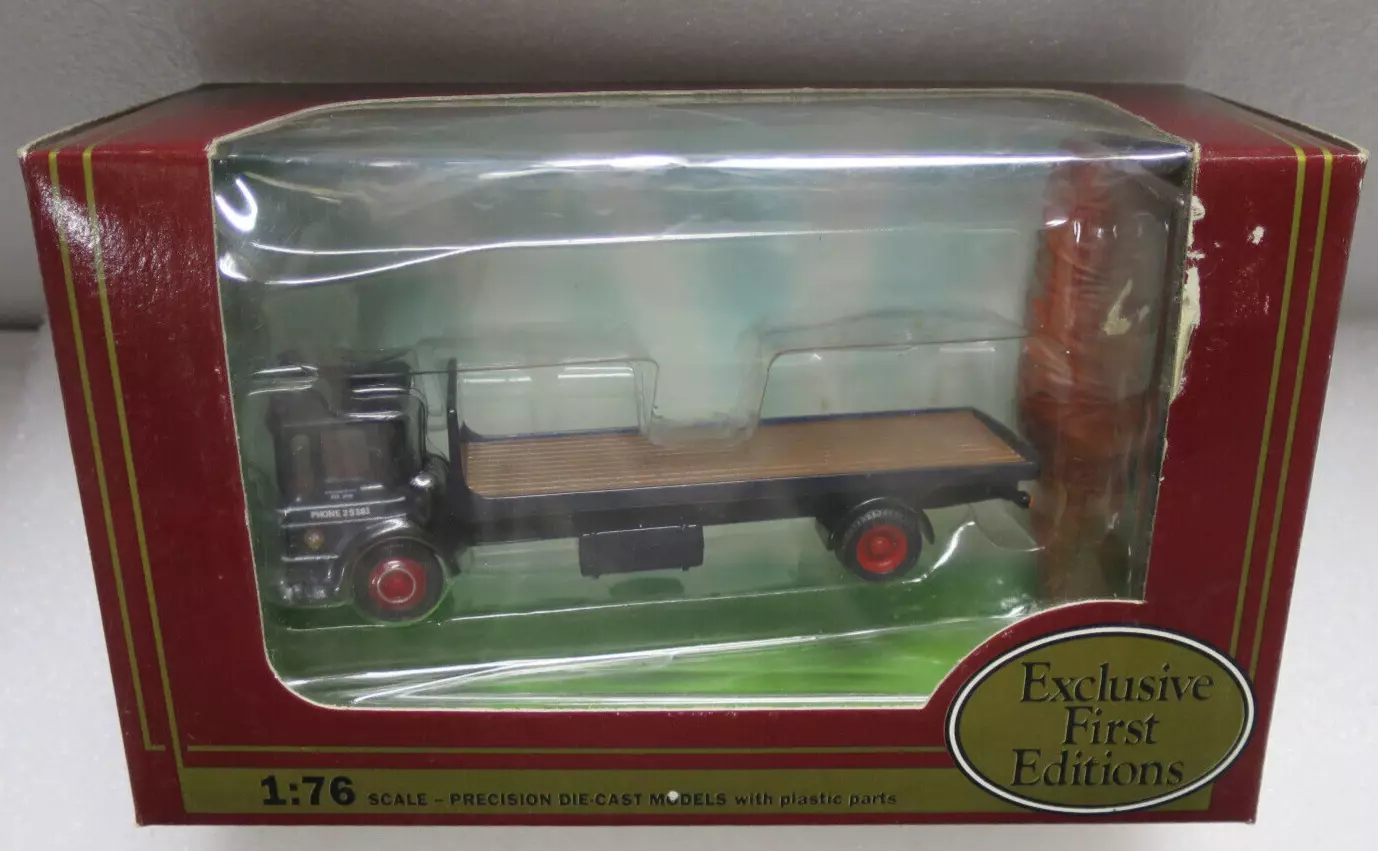 PHONE 25381
Exclusive
First
Editions
1:76 SCALE – PRECISION DIE-CAST MODELS with plastic parts